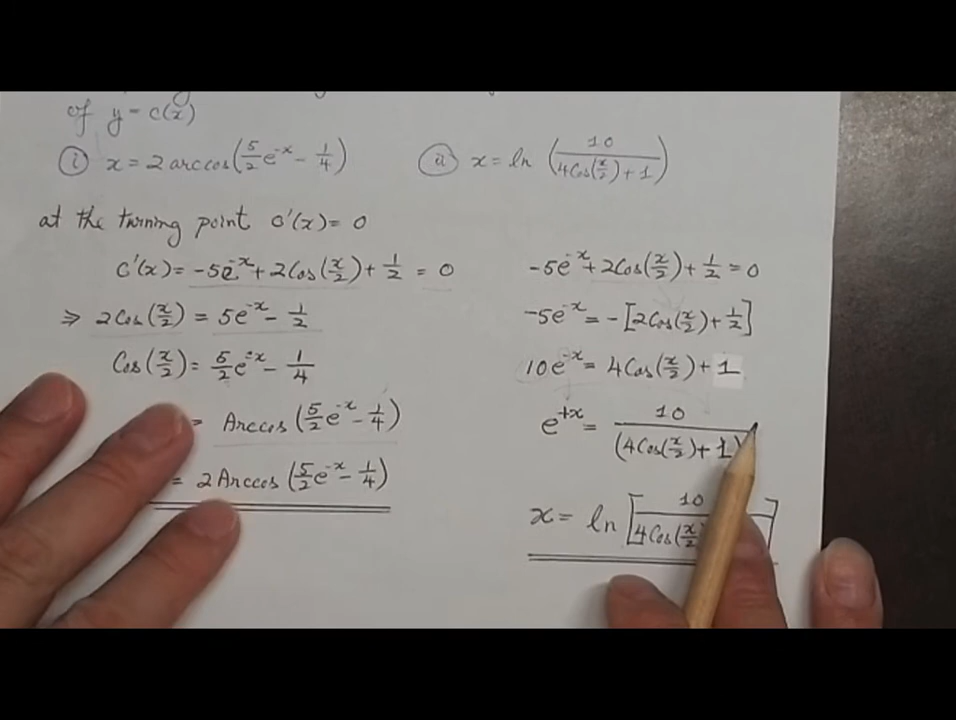 of y = c(x)
(i) x = 2 arccos(5/2 e^-x - 1/4)
(ii) x = ln (10/(4Cos(x/2)+1))
at the turning point C'(x) = 0
C'(x) = -5e^-x + 2Cos(x/2) + 1/2 = 0
⇒ 2Cos(x/2) = 5e^-x - 1/2
Cos(x/2) = 5/2 e^-x - 1/4
= Arccos(5/2 e^-x - 1/4)
= 2Arccos(5/2 e^-x - 1/4)
-5e^-x + 2Cos(x/2) + 1/2 = 0
-5e^-x = -[2Cos(x/2) + 1/2]
10e^-x = 4Cos(x/2) + 1
e^+x = 10/(4Cos(x/2)+1)
x = ln [10/4Cos(x/2) ]